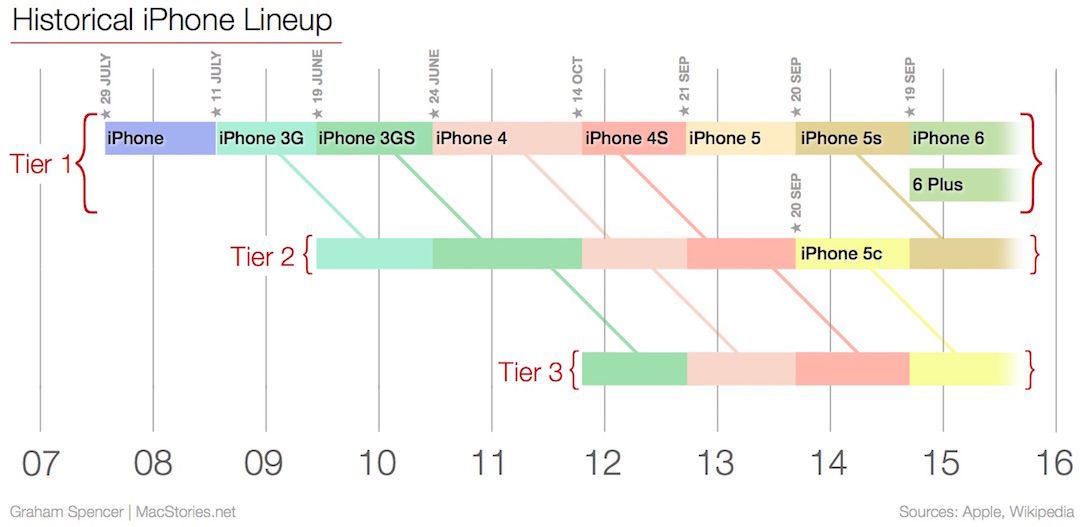 Historical iPhone Lineup
★ 29 JULY
★ 11 JULY
★ 19 JUNE
★ 24 JUNE
★ 14 OCT
★ 21 SEP
★ 20 SEP
★ 19 SEP
Tier 1
iPhone
iPhone 3G
iPhone 3GS
iPhone 4
iPhone 4S
iPhone 5
iPhone 5s
iPhone 6
6 Plus
★ 20 SEP
Tier 2
iPhone 5c
Tier 3
07 08 09 10 11 12 13 14 15 16
Graham Spencer | MacStories.net
Sources: Apple, Wikipedia